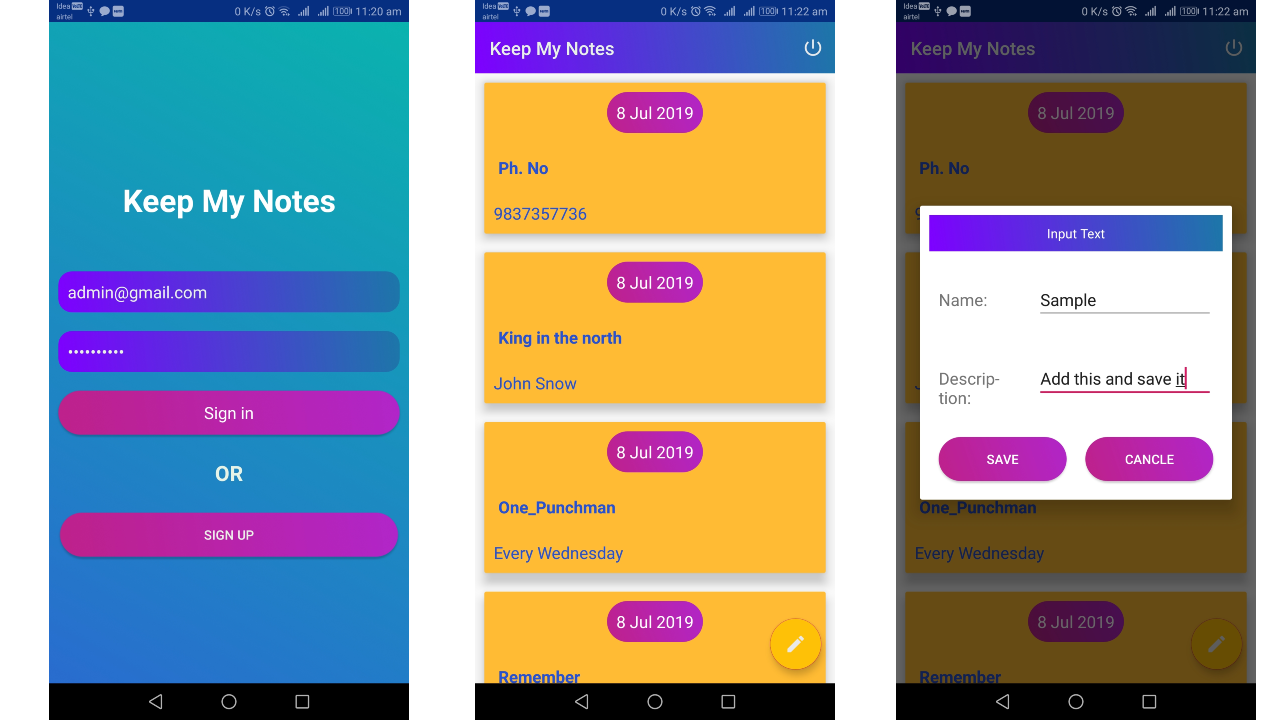 Idea VoLTE
airtel
0 K/s
100
11:20 am
Keep My Notes
admin@gmail.com
••••••••••
Sign in
OR
SIGN UP
Idea VoLTE
airtel
0 K/s
100
11:22 am
Keep My Notes
8 Jul 2019
Ph. No
9837357736
8 Jul 2019
King in the north
John Snow
8 Jul 2019
One_Punchman
Every Wednesday
8 Jul 2019
Remember
Idea VoLTE
airtel
0 K/s
100
11:22 am
Keep My Notes
8 Jul 2019
Ph. No
Input Text
Name:
Sample
Descrip-
tion:
Add this and save it
SAVE
CANCLE
One_Punchman
Every Wednesday
8 Jul 2019
Remember